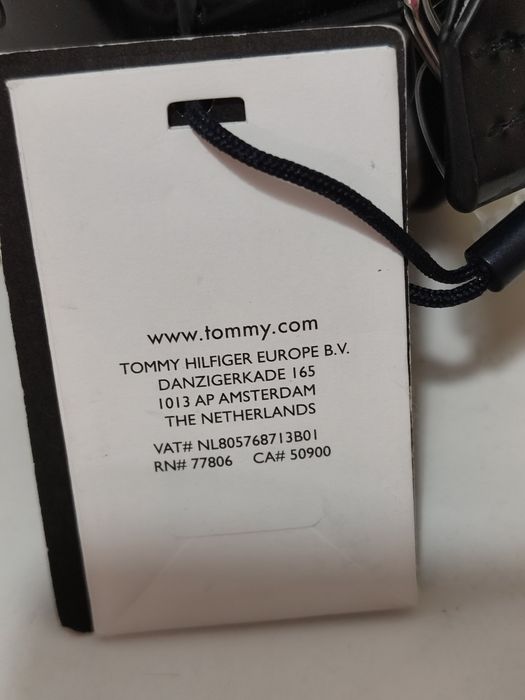 www.tommy.com
TOMMY HILFIGER EUROPE B.V.
DANZIGERKADE 165
1013 AP AMSTERDAM
THE NETHERLANDS
VAT# NL805768713B01
RN# 77806 CA# 50900